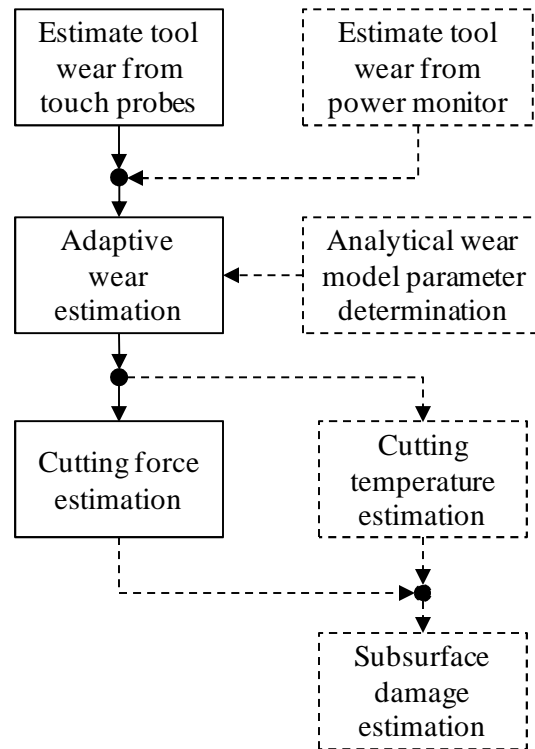 Estimate tool
wear from
touch probes
Estimate tool
wear from
power monitor
Adaptive
wear
estimation
Analytical wear
model parameter
determination
Cutting force
estimation
Cutting
temperature
estimation
Subsurface
damage
estimation